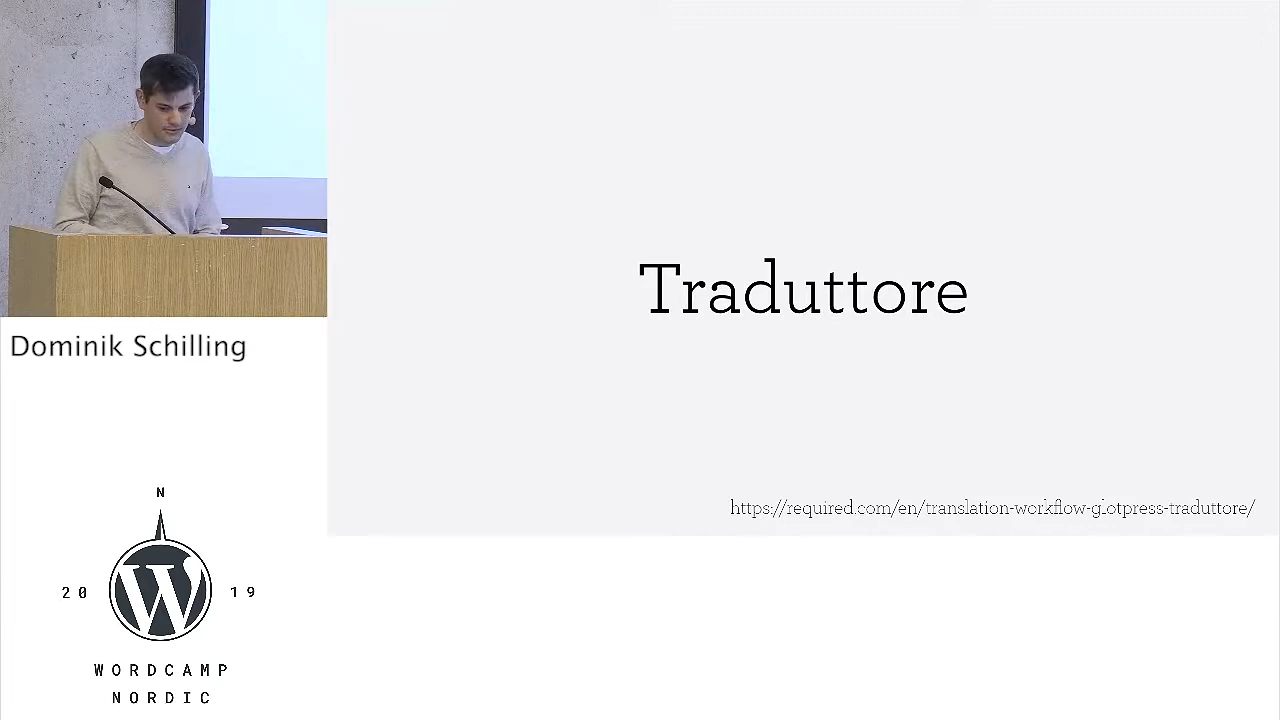 Traduttore
https://required.com/en/translation-workflow-glotpress-traduttore/
Dominik Schilling
N
20 19
WORDCAMP
NORDIC